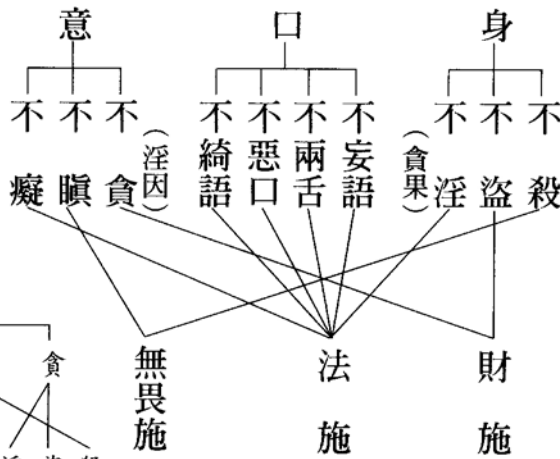 身
不殺
不盜
不淫
(貪果)
口
不妄語
不兩舌
不惡口
不綺語
意
不貪
(淫因)
不瞋
不癡
財施
法施
無畏施
貪